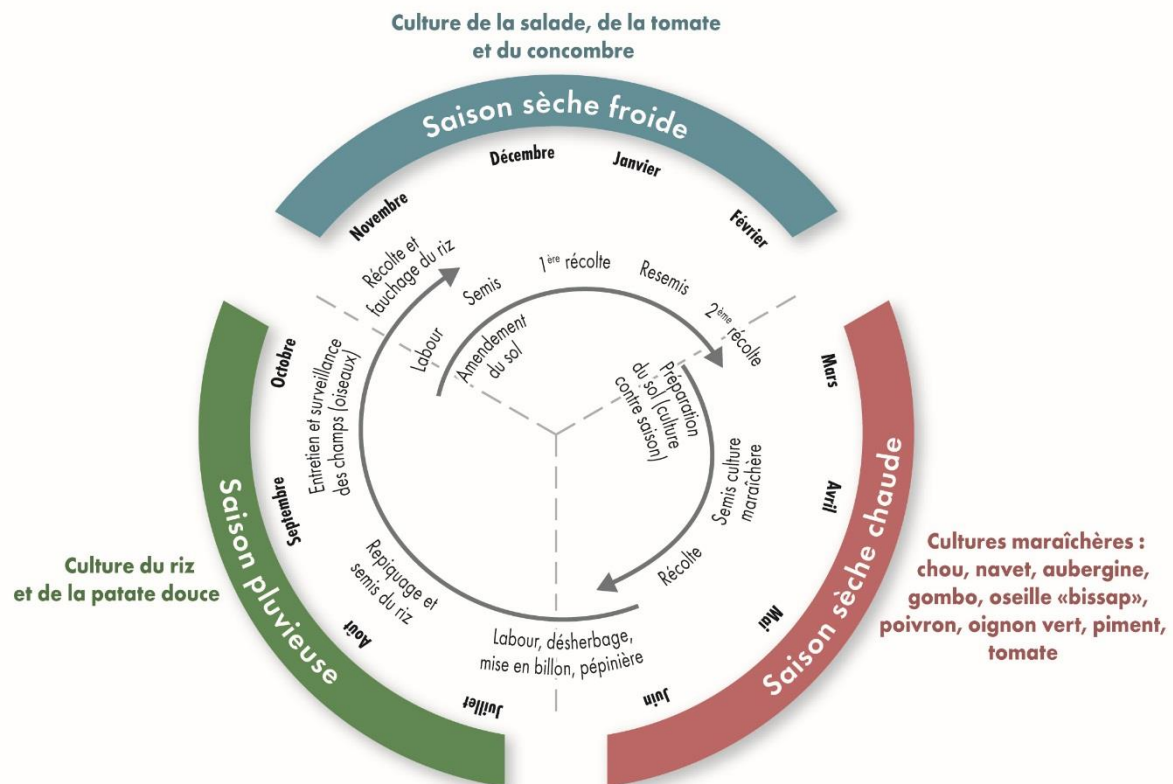 Culture de la salade, de la tomate
et du concombre
Saison sèche froide
Novembre
Décembre
Janvier
Février
Récolte et
fauchage du riz
Labour
Amendement
du sol
Semis
1ère récolte
Resemis
2ème
récolte
Mars
Avril
Mai
Juin
Saison sèche chaude
Préparation
du sol (culture
contre saison)
Semis culture
maraîchère
Récolte
Cultures maraîchères :
chou, navet, aubergine,
gombo, oseille «bissap»,
poivron, oignon vert, piment,
tomate
Labour, désherbage,
mise en billon, pépinière
Juillet
Août
Septembre
Octobre
Saison pluvieuse
Repiquage et
semis du riz
Entretien et surveillance
des champs (oiseaux)
Culture du riz
et de la patate douce